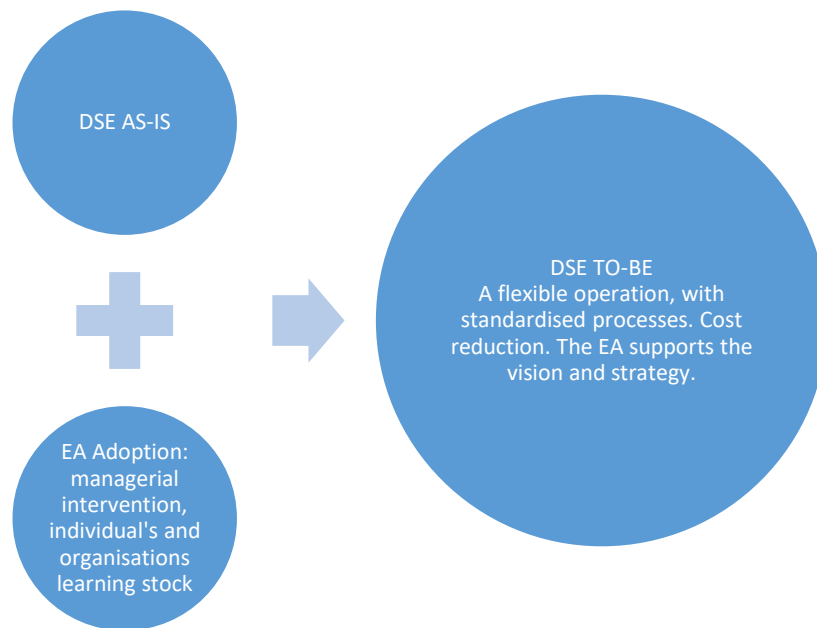 DSE AS-IS
EA Adoption:
managerial
intervention,
individual's and
organisations
learning stock
DSE TO-BE
A flexible operation, with
standardised processes. Cost
reduction. The EA supports the
vision and strategy.